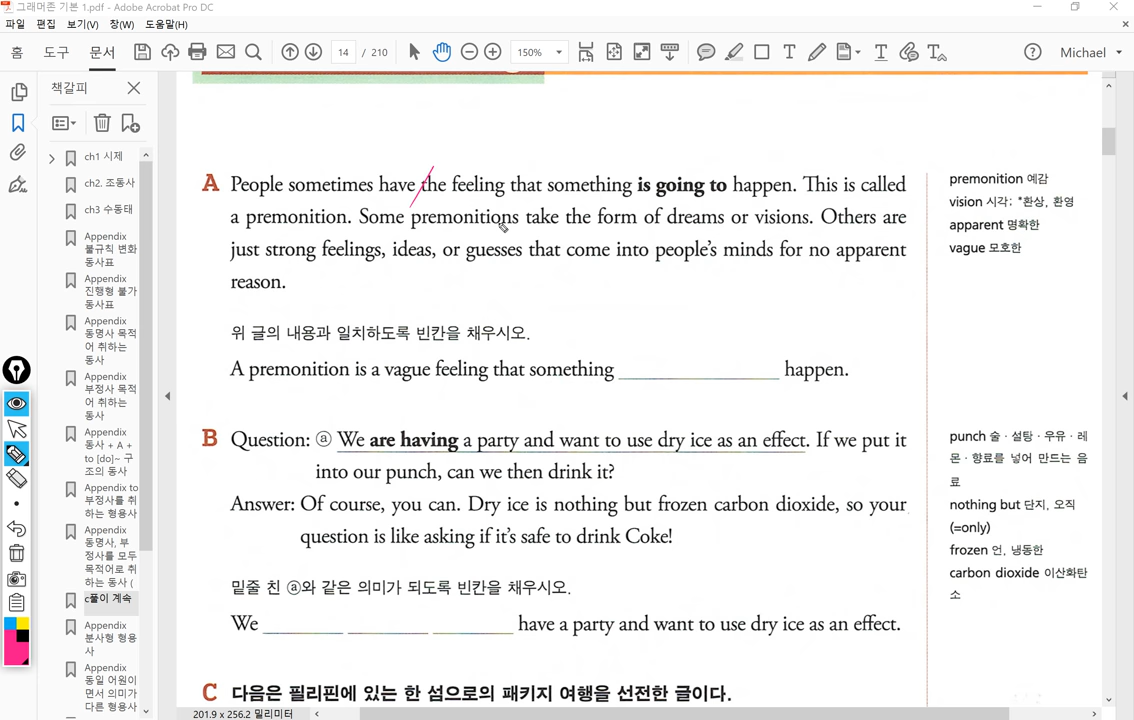 그래머존 기본 1.pdf - Adobe Acrobat Pro DC
파일 편집 보기(V) 창(W) 도움말(H)
홈 도구 문서 14 / 210 150% Michael
책갈피
ch1 시제
ch2. 조동사
ch3 수동태
Appendix
불규칙 변화
동사표
Appendix
진행형 불가
동사표
Appendix
동명사 목적
어 취하는
동사
Appendix
부정사 목적
어 취하는
동사
Appendix
동사 + A +
to [do]~ 구
조의 동사
Appendix to
부정사를 취
하는 형용사
Appendix
동명사, 부
정사를 모두
목적어로 취
하는 동사 (
c풀이 계속
Appendix
분사형 형용
사
Appendix
동일 어원이
면서 의미가
다른 형용사
A People sometimes have the feeling that something is going to happen. This is called
a premonition. Some premonitions take the form of dreams or visions. Others are
just strong feelings, ideas, or guesses that come into people's minds for no apparent
reason.
위 글의 내용과 일치하도록 빈칸을 채우시오.
A premonition is a vague feeling that something ____ happen.
premonition 예감
vision 시각; *환상, 환영
apparent 명확한
vague 모호한
B Question: ⓐ We are having a party and want to use dry ice as an effect. If we put it
into our punch, can we then drink it?
Answer: Of course, you can. Dry ice is nothing but frozen carbon dioxide, so your
question is like asking if it's safe to drink Coke!
밑줄 친 ⓐ와 같은 의미가 되도록 빈칸을 채우시오.
We ____ ____ ____ have a party and want to use dry ice as an effect.
punch 술·설탕·우유·레
몬·향료를 넣어 만드는 음
료
nothing but 단지, 오직
(=only)
frozen 언, 냉동한
carbon dioxide 이산화탄
소
C 다음은 필리핀에 있는 한 섬으로의 패키지 여행을 선전한 글이다.
201.9 x 256.2 밀리미터